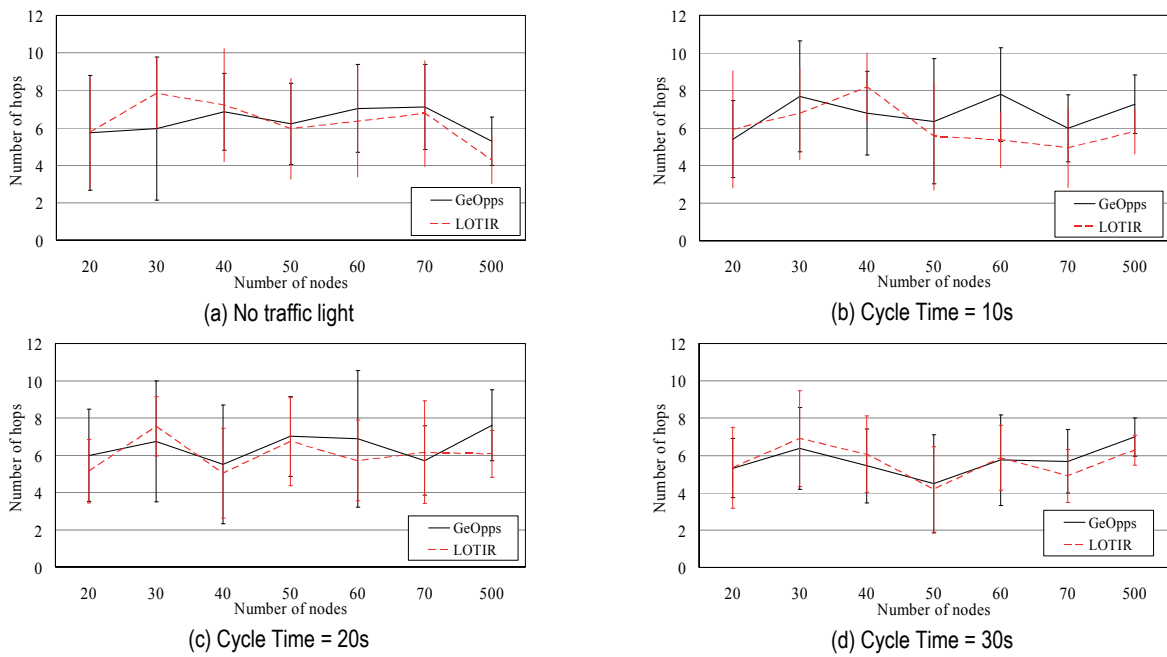 12
10
8
6
4
2
0
Number of hops
GeOpps
LOTIR
20 30 40 50 60 70 500
Number of nodes
(a) No traffic light
12
10
8
6
4
2
0
Number of hops
GeOpps
LOTIR
20 30 40 50 60 70 500
Number of nodes
(b) Cycle Time = 10s
12
10
8
6
4
2
0
Number of hops
GeOpps
LOTIR
20 30 40 50 60 70 500
Number of nodes
(c) Cycle Time = 20s
12
10
8
6
4
2
0
Number of hops
GeOpps
LOTIR
20 30 40 50 60 70 500
Number of nodes
(d) Cycle Time = 30s